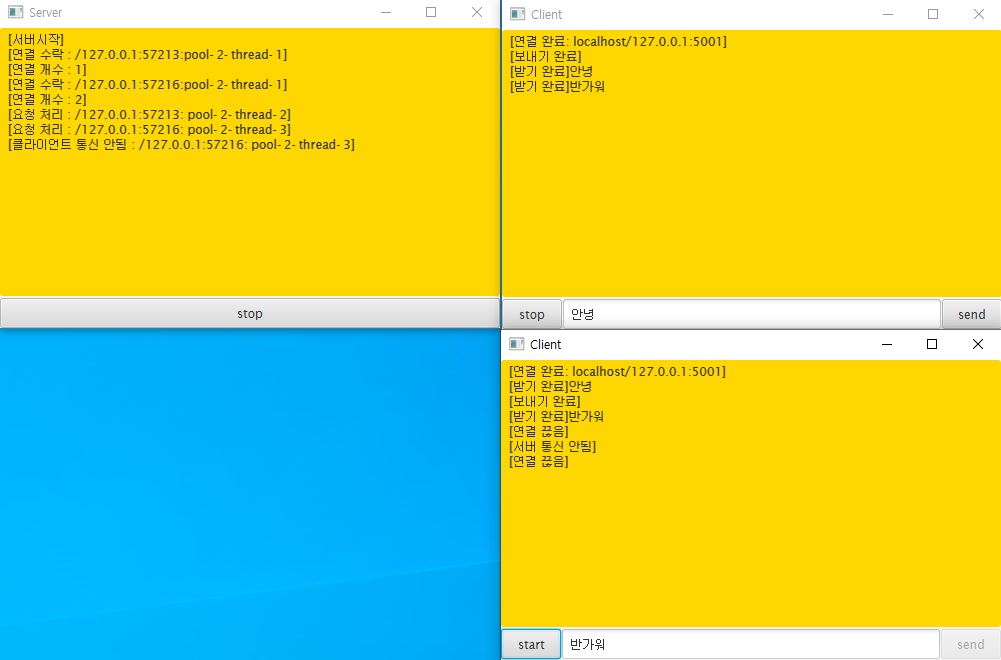 Server
[서버시작]
[연결 수락 : /127.0.0.1:57213:pool- 2- thread- 1]
[연결 개수 : 1]
[연결 수락 : /127.0.0.1:57216:pool- 2- thread- 1]
[연결 개수 : 2]
[요청 처리 : /127.0.0.1:57213: pool- 2- thread- 2]
[요청 처리 : /127.0.0.1:57216: pool- 2- thread- 3]
[클라이언트 통신 안됨 : /127.0.0.1:57216: pool- 2- thread- 3]
stop
Client
[연결 완료: localhost/127.0.0.1:5001]
[보내기 완료]
[받기 완료]안녕
[받기 완료]반가워
stop 안녕 send
Client
[연결 완료: localhost/127.0.0.1:5001]
[받기 완료]안녕
[보내기 완료]
[받기 완료]반가워
[연결 끊음]
[서버 통신 안됨]
[연결 끊음]
start 반가워 send